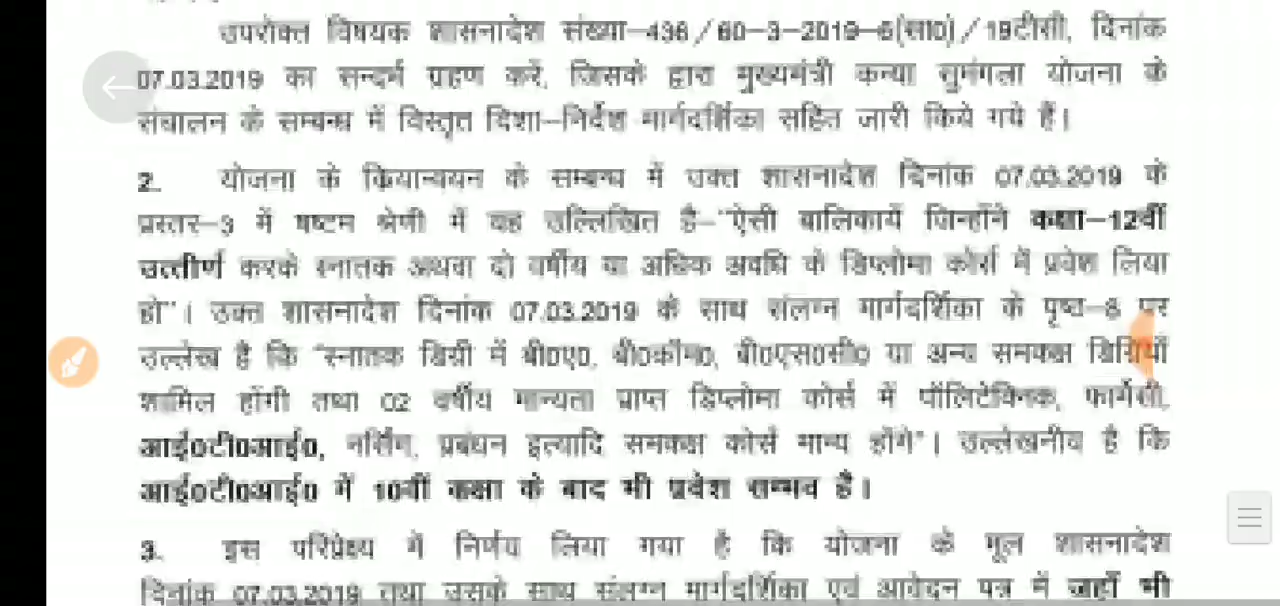 उपरोक्त विषयक शासनादेश संख्या-436/60-3-2019-6(सा0)/19टीसी, दिनांक
07.03.2019 का सन्दर्भ ग्रहण करें, जिसके द्वारा मुख्यमंत्री कन्या सुमंगला योजना के
संचालन के सम्बन्ध में विस्तृत दिशा-निर्देश मार्गदर्शिका सहित जारी किये गये हैं।
2. योजना के कियान्वयन के सम्बन्ध में उक्त शासनादेश दिनांक 07.03.2019 के
प्रस्तर-3 में षष्टम श्रेणी में यह उल्लिखित है-"ऐसी बालिकायें जिन्होंने कक्षा-12वीं
उत्तीर्ण करके स्नातक अथवा दो वर्षीय या अधिक अवधि के डिप्लोमा कोर्स में प्रवेश लिया
हो"। उक्त शासनादेश दिनांक 07.03.2019 के साथ संलग्न मार्गदर्शिका के पृष्ठ-6 पर
उल्लेख है कि "स्नातक डिग्री में बी0ए0, बी0कॉम0, बी0एस0सी0 या अन्य समकक्ष डिग्रियाँ
शामिल होंगी तथा 02 वर्षीय मान्यता प्राप्त डिप्लोमा कोर्स में पॉलिटेक्निक, फार्मेसी,
आई0टी0आई0, नर्सिंग, प्रबंधन इत्यादि समकक्ष कोर्स मान्य होंगे"। उल्लेखनीय है कि
आई0टी0आई0 में 10वीं कक्षा के बाद भी प्रवेश सम्भव है।
3. इस परिप्रेक्ष्य में निर्णय लिया गया है कि योजना के मूल शासनादेश
दिनांक 07.03.2019 तथा उसके साथ संलग्न मार्गदर्शिका एवं आवेदन पत्र में जहाँ भी